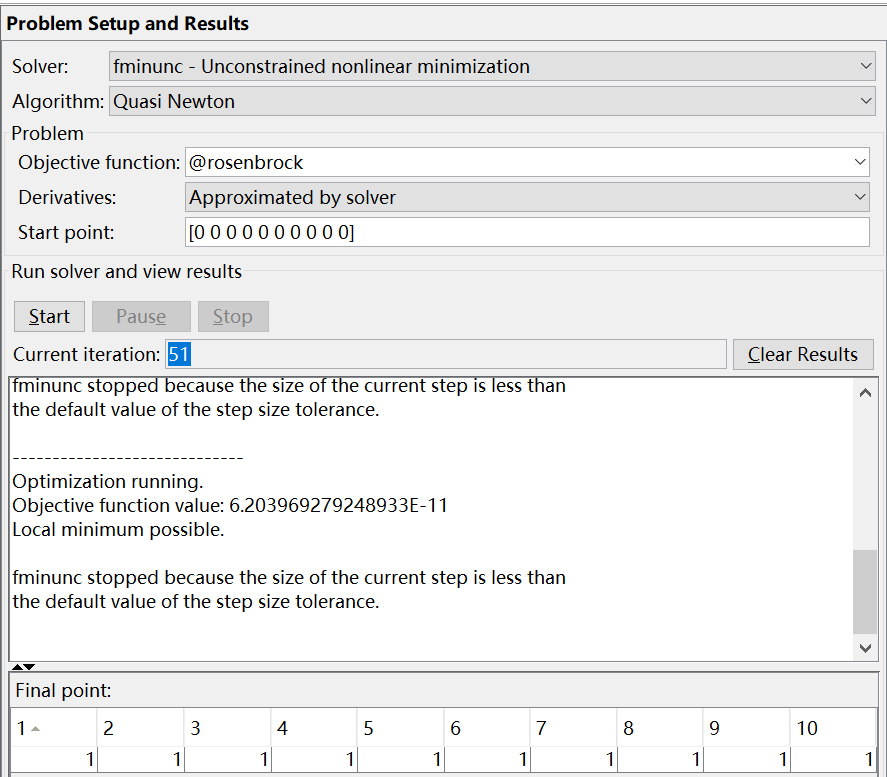 Problem Setup and Results
Solver: fminunc - Unconstrained nonlinear minimization
Algorithm: Quasi Newton
Problem
Objective function: @rosenbrock
Derivatives: Approximated by solver
Start point: [0 0 0 0 0 0 0 0 0 0]
Run solver and view results
Start Pause Stop
Current iteration: 51 Clear Results
fminunc stopped because the size of the current step is less than
the default value of the step size tolerance.
----------------------------
Optimization running.
Objective function value: 6.203969279248933E-11
Local minimum possible.
fminunc stopped because the size of the current step is less than
the default value of the step size tolerance.
Final point:
1 2 3 4 5 6 7 8 9 10
1 1 1 1 1 1 1 1 1 1